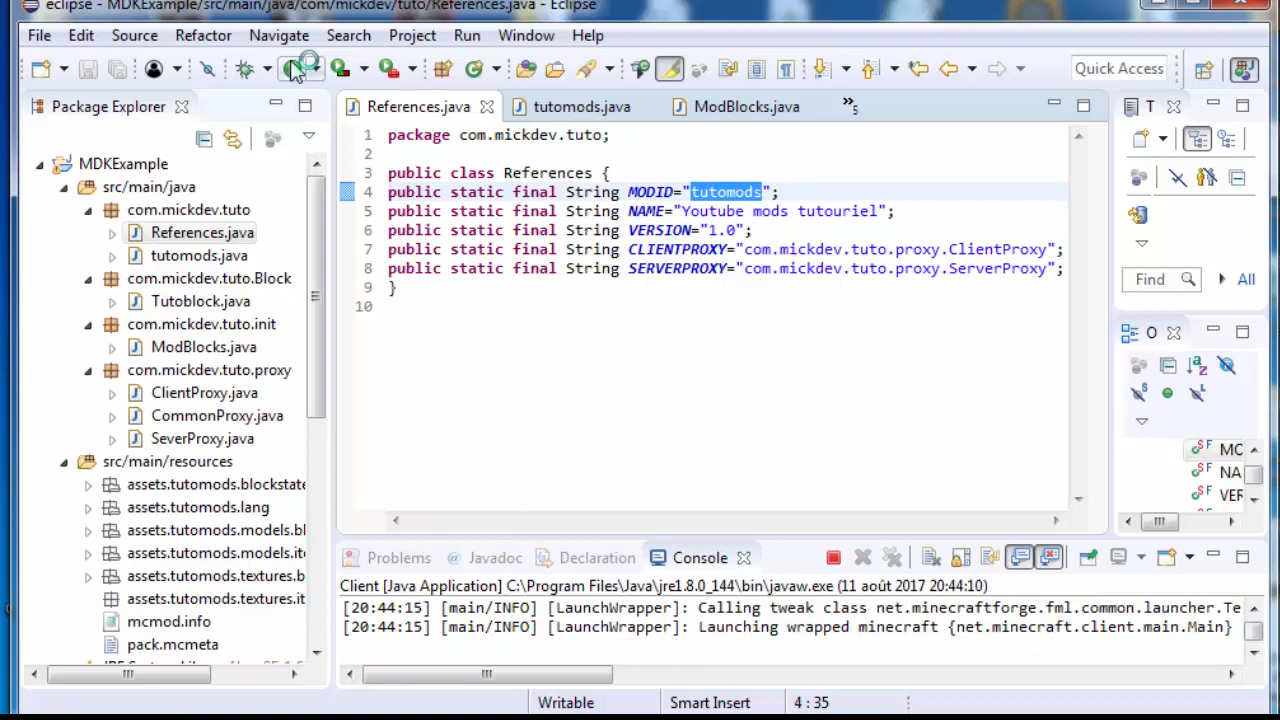 eclipse - MDKExample/src/main/java/com/mickdev/tuto/References.java - Eclipse
File Edit Source Refactor Navigate Search Project Run Window Help
Quick Access
Package Explorer
References.java
tutomods.java
ModBlocks.java
»5
T
MDKExample
src/main/java
com.mickdev.tuto
References.java
tutomods.java
com.mickdev.tuto.Block
Tutoblock.java
com.mickdev.tuto.init
ModBlocks.java
com.mickdev.tuto.proxy
ClientProxy.java
CommonProxy.java
SeverProxy.java
src/main/resources
assets.tutomods.blockstate
assets.tutomods.lang
assets.tutomods.models.bl
assets.tutomods.models.ite
assets.tutomods.textures.b
assets.tutomods.textures.it
mcmod.info
pack.mcmeta
1 package com.mickdev.tuto;
2
3 public class References {
4 public static final String MODID="tutomods";
5 public static final String NAME="Youtube mods tutouriel";
6 public static final String VERSION="1.0";
7 public static final String CLIENTPROXY="com.mickdev.tuto.proxy.ClientProxy";
8 public static final String SERVERPROXY="com.mickdev.tuto.proxy.ServerProxy";
9 }
10
Find
All
O
MO
NA
VER
Problems
Javadoc
Declaration
Console
Client [Java Application] C:\Program Files\Java\jre1.8.0_144\bin\javaw.exe (11 août 2017 20:44:10)
[20:44:15] [main/INFO] [LaunchWrapper]: Calling tweak class net.minecraftforge.fml.common.launcher.Te
[20:44:15] [main/INFO] [LaunchWrapper]: Launching wrapped minecraft {net.minecraft.client.main.Main}
Writable
Smart Insert
4 : 35